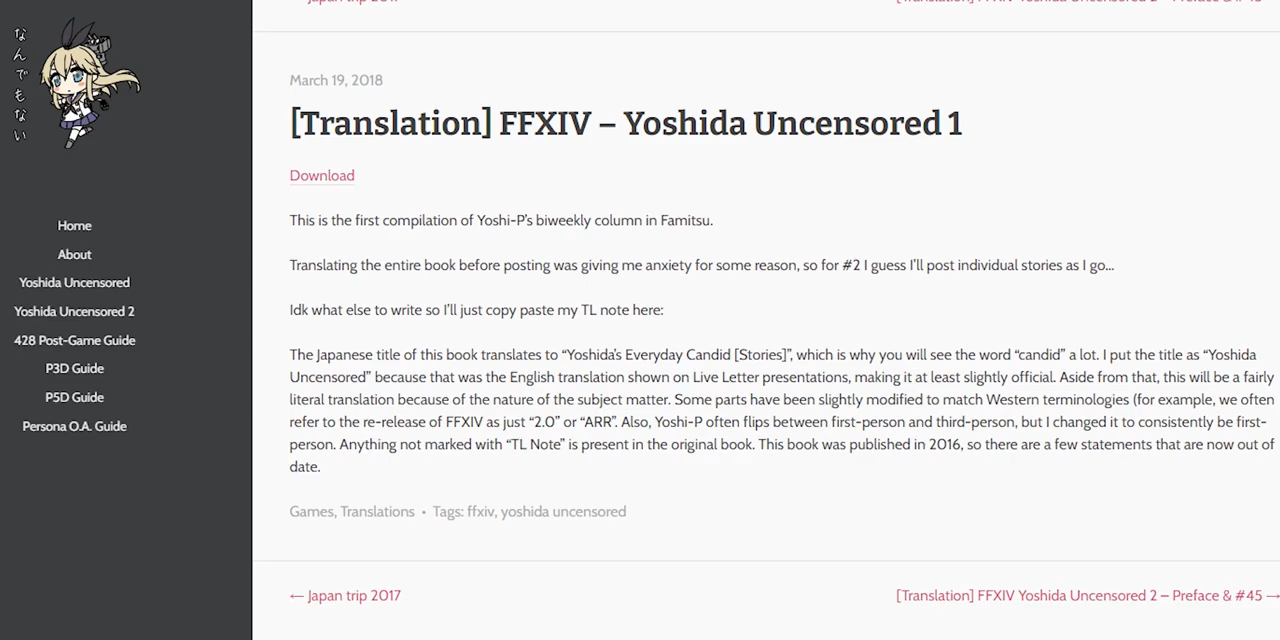 ← Japan trip 2017
[Translation] FFXIV Yoshida Uncensored 2 – Preface & #45
なんでもない
Home
About
Yoshida Uncensored
Yoshida Uncensored 2
428 Post-Game Guide
P3D Guide
P5D Guide
Persona O.A. Guide
March 19, 2018
[Translation] FFXIV – Yoshida Uncensored 1
Download
This is the first compilation of Yoshi-P’s biweekly column in Famitsu.
Translating the entire book before posting was giving me anxiety for some reason, so for #2 I guess I’ll post individual stories as I go…
Idk what else to write so I’ll just copy paste my TL note here:
The Japanese title of this book translates to “Yoshida’s Everyday Candid [Stories]”, which is why you will see the word “candid” a lot. I put the title as “Yoshida
Uncensored” because that was the English translation shown on Live Letter presentations, making it at least slightly official. Aside from that, this will be a fairly
literal translation because of the nature of the subject matter. Some parts have been slightly modified to match Western terminologies (for example, we often
refer to the re-release of FFXIV as just “2.0” or “ARR”. Also, Yoshi-P often flips between first-person and third-person, but I changed it to consistently be first-
person. Anything not marked with “TL Note” is present in the original book. This book was published in 2016, so there are a few statements that are now out of
date.
Games, Translations • Tags: ffxiv, yoshida uncensored
← Japan trip 2017
[Translation] FFXIV Yoshida Uncensored 2 – Preface & #45 →